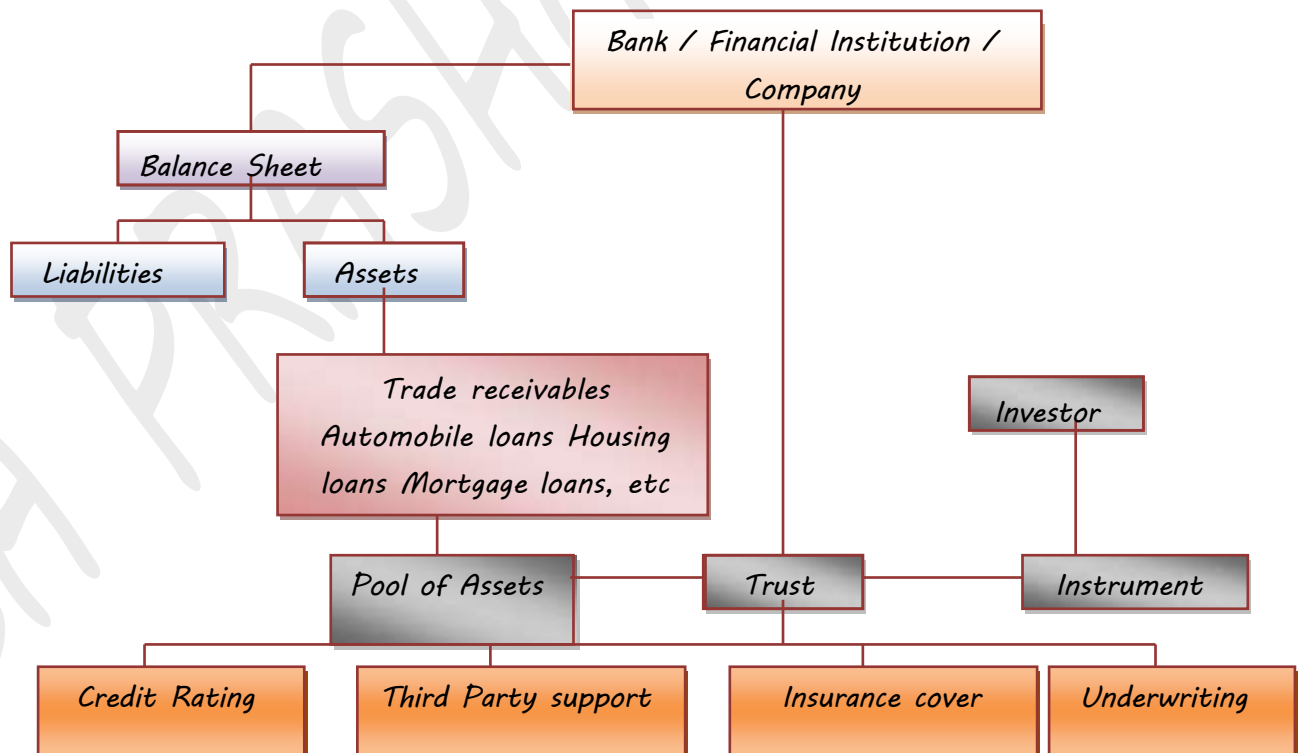 Bank / Financial Institution /
Company
Balance Sheet
Liabilities
Assets
Trade receivables
Automobile loans Housing
loans Mortgage loans, etc
Investor
Pool of Assets
Trust
Instrument
Credit Rating
Third Party support
Insurance cover
Underwriting